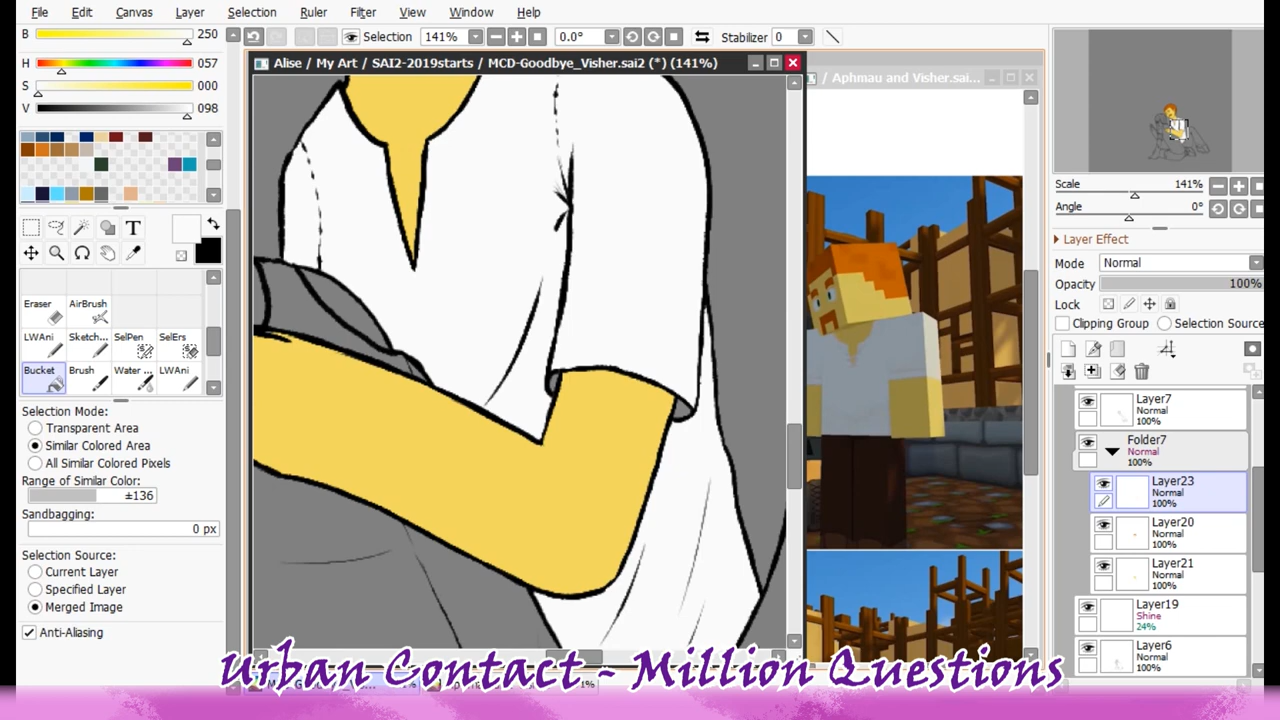 File Edit Canvas Layer Selection Ruler Filter View Window Help
B 250
H 057
S 000
V 098
Selection 141% 0.0° Stabilizer 0
Alise / My Art / SAI2-2019starts / MCD-Goodbye_Visher.sai2 (*) (141%)
/ Aphmau and Visher.sai...
T
Eraser AirBrush
LWAni Sketch... SelPen SelErs
Bucket Brush Water ... LWAni
Selection Mode:
Transparent Area
Similar Colored Area
All Similar Colored Pixels
Range of Similar Color:
±136
Sandbagging:
0 px
Selection Source:
Current Layer
Specified Layer
Merged Image
Anti-Aliasing
Scale 141%
Angle 0°
Layer Effect
Mode Normal
Opacity 100%
Lock
Clipping Group Selection Source
Layer7
Normal
100%
Folder7
Normal
100%
Layer23
Normal
100%
Layer20
Normal
100%
Layer21
Normal
100%
Layer19
Shine
24%
Layer6
Normal
100%
Urban Contact ~ Million Questions